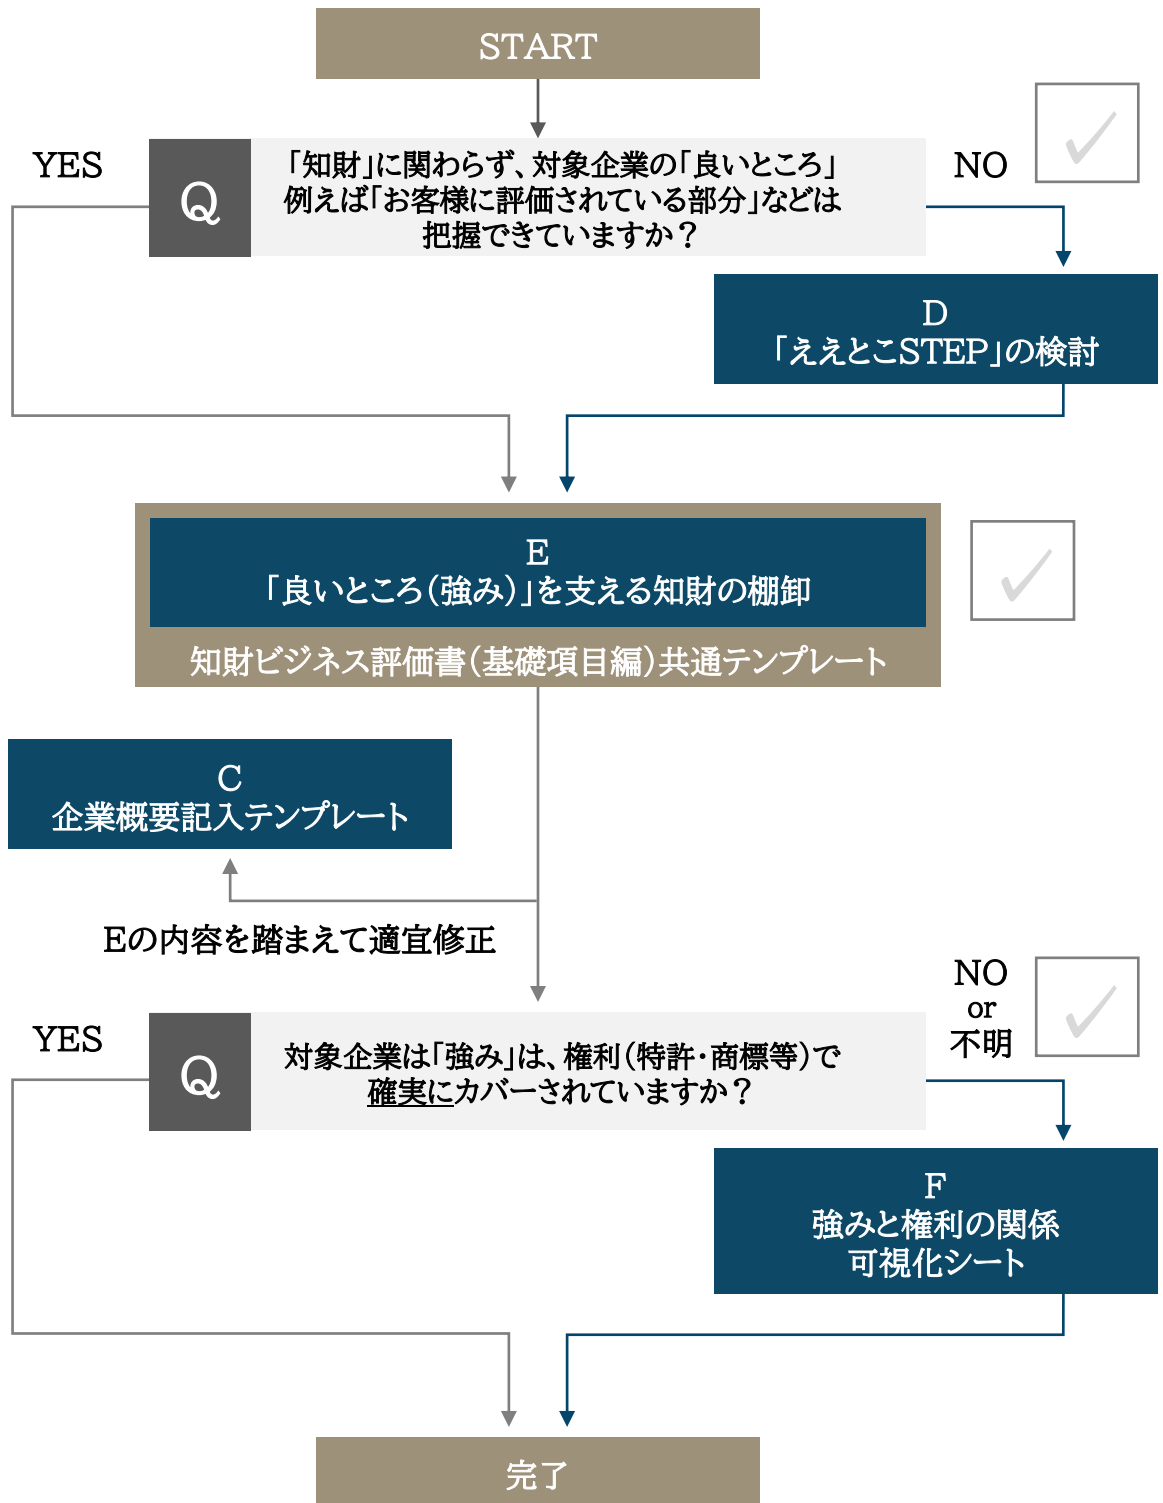 START
YES
Q
「知財」に関わらず、対象企業の「良いところ」
例えば「お客様に評価されている部分」などは
把握できていますか？
NO
D
「ええとこSTEP」の検討
E
「良いところ（強み）」を支える知財の棚卸
知財ビジネス評価書（基礎項目編）共通テンプレート
C
企業概要記入テンプレート
Eの内容を踏まえて適宜修正
YES
Q
対象企業は「強み」は、権利（特許・商標等）で
確実にカバーされていますか？
NO
or
不明
F
強みと権利の関係
可視化シート
完了